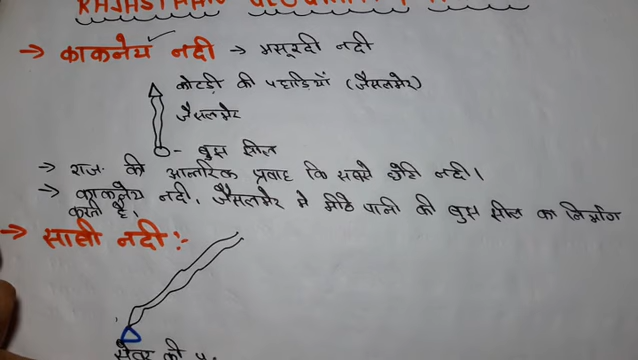 RAJASTHAN GEOGRAPHY
→ काकनेय नदी → मसूरदी नदी
कोटड़ी की पहाड़ियाँ (जैसलमेर)
जैसलमेर
- बुझ झील
→ राज. की आन्तरिक प्रवाह कि सबसे छोटी नदी।
→ काकनेय नदी, जैसलमेर मे मीठे पानी की बुझ झील का निर्माण
करती है।
→ साबी नदी :-
सेवर की प.